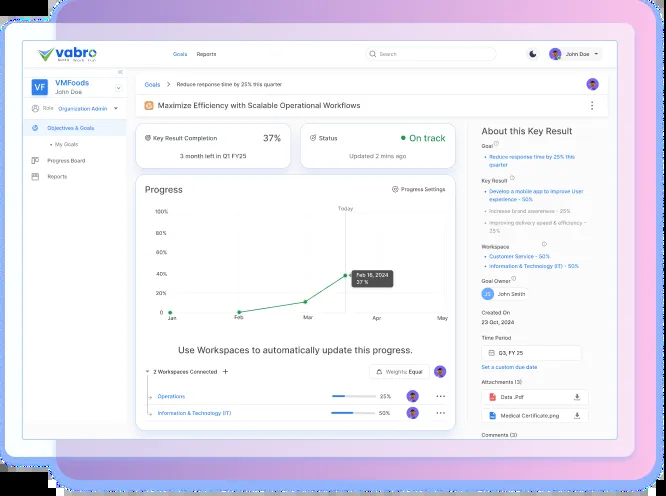 vabro
Goals
Reports
Search
John Doe
VF
VMFoods
John Doe
Role
Organization Admin
Objectives & Goals
• My Goals
Progress Board
Reports
Goals > Reduce response time by 25% this quarter
Maximize Efficiency with Scalable Operational Workflows
Key Result Completion
37%
3 month left in Q1 FY25
Status
On track
Updated 2 mins ago
Progress
Progress Settings
Today
100%
80%
60%
40%
20%
0
Feb 16, 2024
37 %
Jan
Feb
Mar
Apr
May
Use Workspaces to automatically update this progress.
2 Workspaces Connected +
Weights: Equal
Operations
25%
Information & Technology (IT)
50%
About this Key Result
Goal
• Reduce response time by 25% this
quarter
Key Result
• Develop a mobile app to improve User
experience - 50%
• Increase brand awareness - 25%
• Improving delivery speed & efficiency -
25%
Workspace
• Customer Service - 50%
• Information & Technology (IT) - 50%
Goal Owner
JS
John Smith
Created On
23 Oct, 2024
Time Period
Q3, FY 25
Set a custom due date
Attachments (3)
Data .Pdf
Medical Certificate;png
Comments (3)